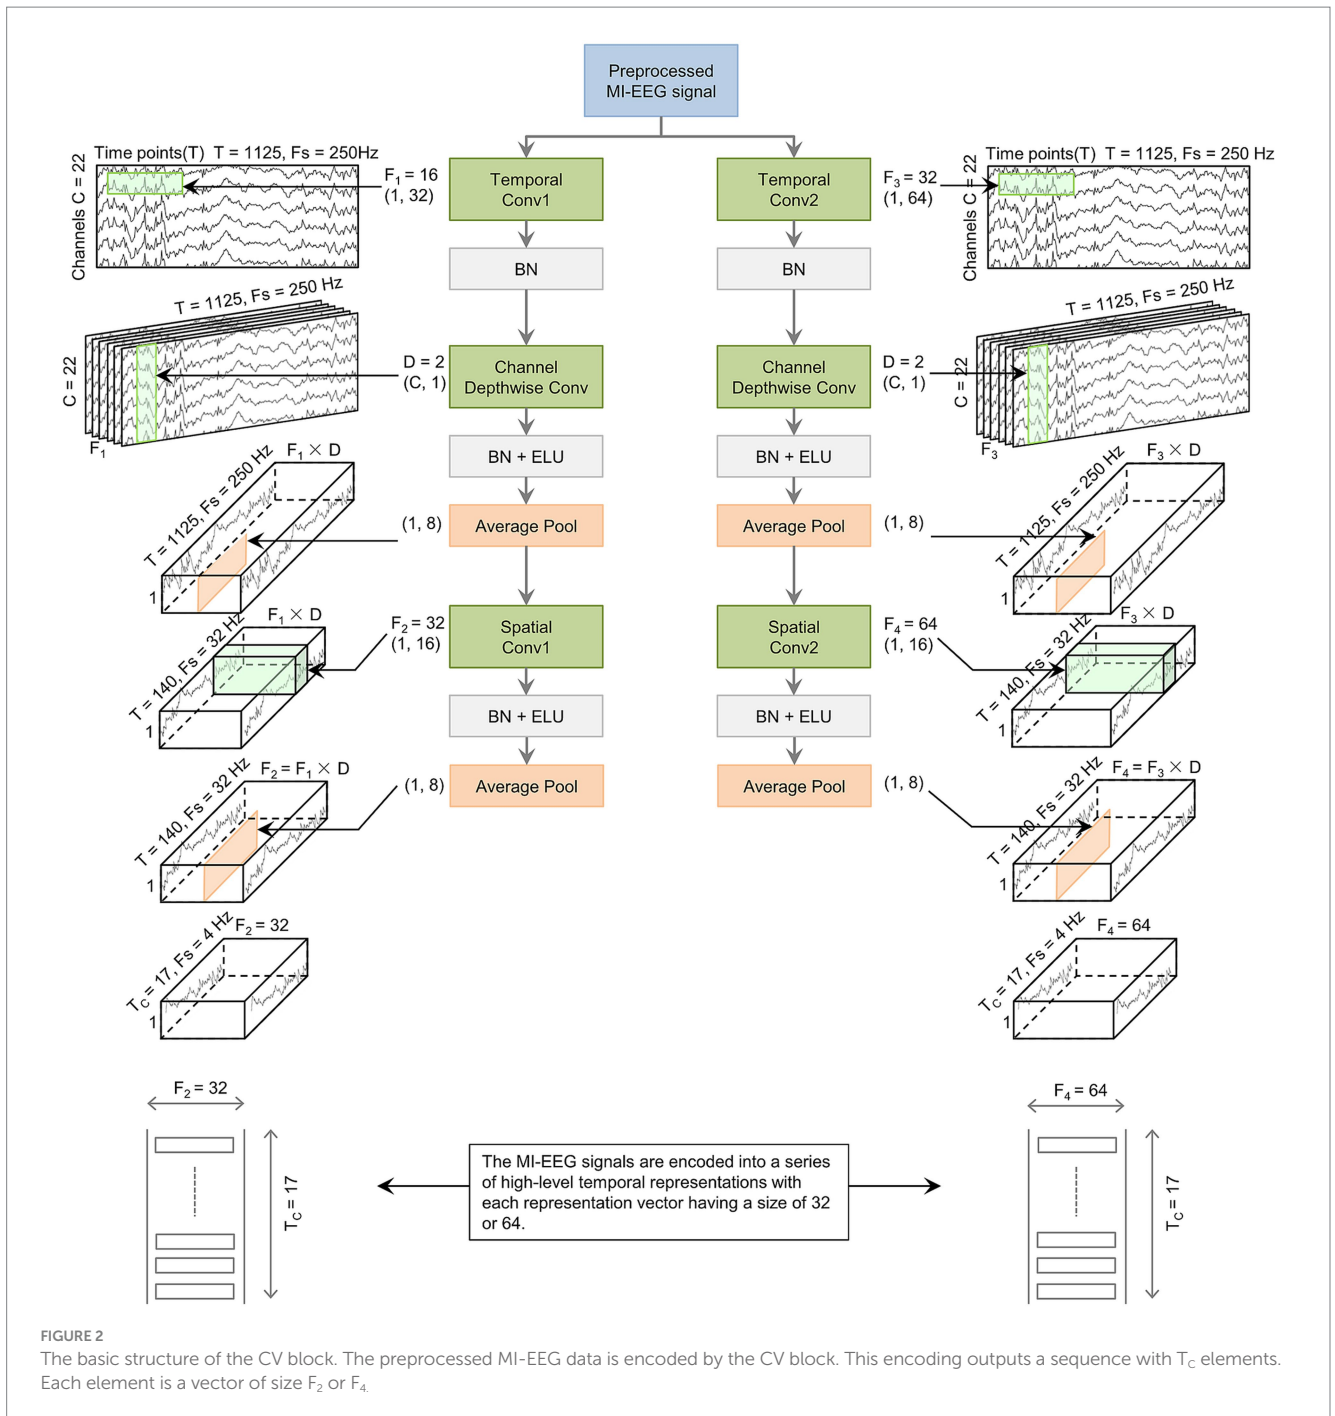 Preprocessed
MI-EEG signal
Time points(T) T = 1125, Fs = 250Hz
Channels C = 22
F₁ = 16
(1, 32)
Temporal
Conv1
Temporal
Conv2
F₃ = 32
(1, 64)
Time points(T) T = 1125, Fs = 250 Hz
Channels C = 22
BN
BN
T = 1125, Fs = 250 Hz
C = 22
F₁
D = 2
(C, 1)
Channel
Depthwise Conv
Channel
Depthwise Conv
D = 2
(C, 1)
T = 1125, Fs = 250 Hz
C = 22
F₃
BN + ELU
BN + ELU
F₁ × D
T = 1125, Fs = 250 Hz
1
(1, 8)
Average Pool
Average Pool
(1, 8)
F₃ × D
T = 1125, Fs = 250 Hz
1
F₁ × D
T = 140, Fs = 32 Hz
1
F₂ = 32
(1, 16)
Spatial
Conv1
Spatial
Conv2
F₄ = 64
(1, 16)
F₃ × D
T = 140, Fs = 32 Hz
1
BN + ELU
BN + ELU
F₂ = F₁ × D
T = 140, Fs = 32 Hz
1
(1, 8)
Average Pool
Average Pool
(1, 8)
F₄ = F₃ × D
T = 140, Fs = 32 Hz
1
F₂ = 32
T_C = 17, Fs = 4 Hz
1
F₄ = 64
T_C = 17, Fs = 4 Hz
1
F₂ = 32
T_C = 17
The MI-EEG signals are encoded into a series
of high-level temporal representations with
each representation vector having a size of 32
or 64.
F₄ = 64
T_C = 17
FIGURE 2
The basic structure of the CV block. The preprocessed MI-EEG data is encoded by the CV block. This encoding outputs a sequence with T_C elements.
Each element is a vector of size F₂ or F₄.